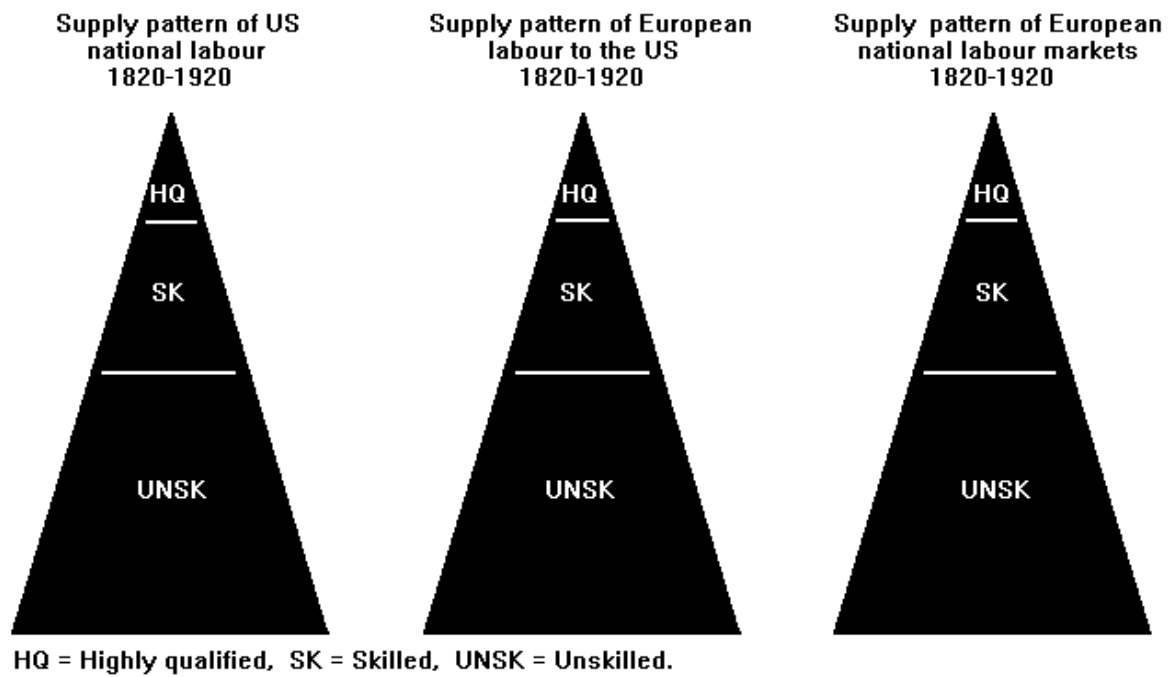 Supply pattern of US
national labour
1820-1920
Supply pattern of European
labour to the US
1820-1920
Supply pattern of European
national labour markets
1820-1920
HQ
SK
UNSK
HQ
SK
UNSK
HQ
SK
UNSK
HQ = Highly qualified, SK = Skilled, UNSK = Unskilled.